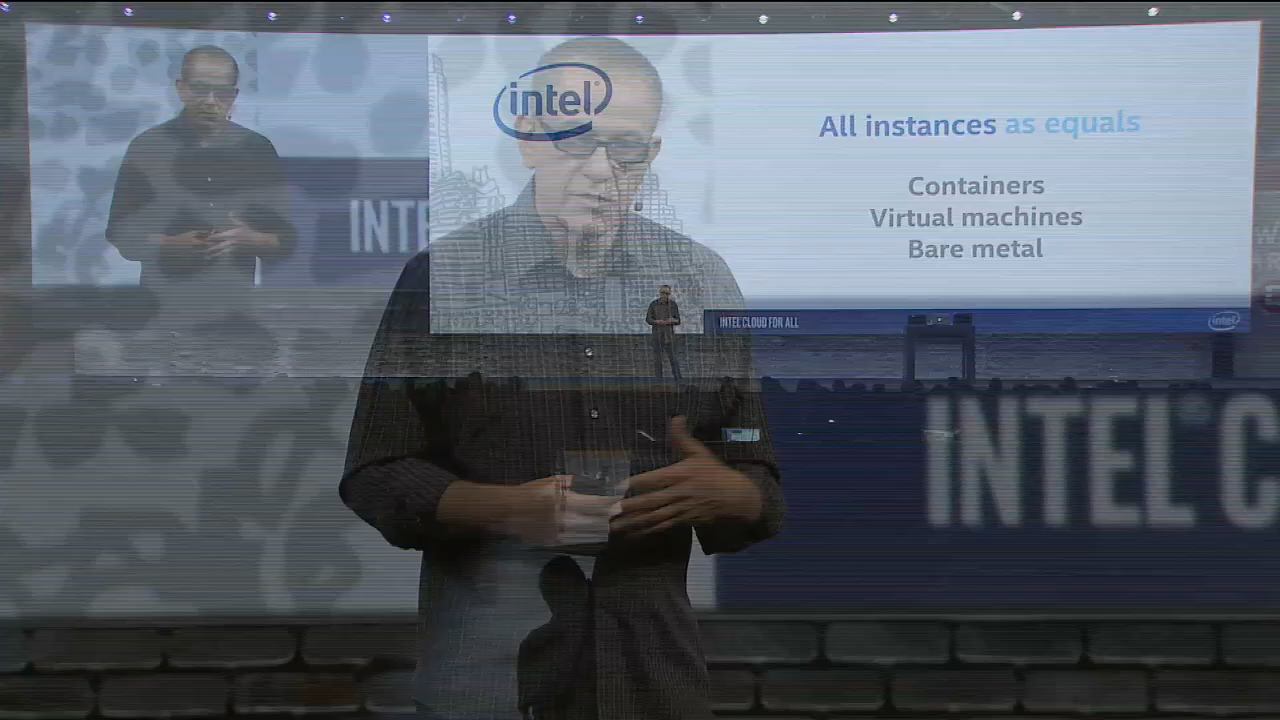 intel
All instances as equals
Containers
Virtual machines
Bare metal
INTE
INTEL CLOUD FOR ALL
intel
INTEL C